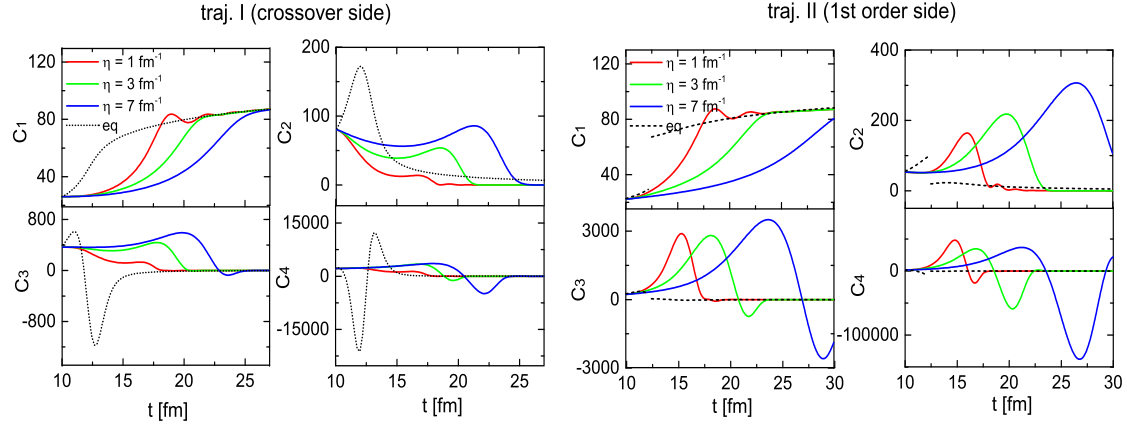 traj. I (crossover side)
traj. II (1st order side)
120
80
40
C1
η = 1 fm-1
η = 3 fm-1
η = 7 fm-1
eq
200
100
0
C2
800
0
-800
C3
10 15 20 25
t [fm]
15000
0
-15000
C4
10 15 20 25
t [fm]
120
80
40
C1
η = 1 fm-1
η = 3 fm-1
η = 7 fm-1
eq
400
200
0
C2
3000
0
-3000
C3
10 15 20 25 30
t [fm]
0
-100000
C4
10 15 20 25 30
t [fm]